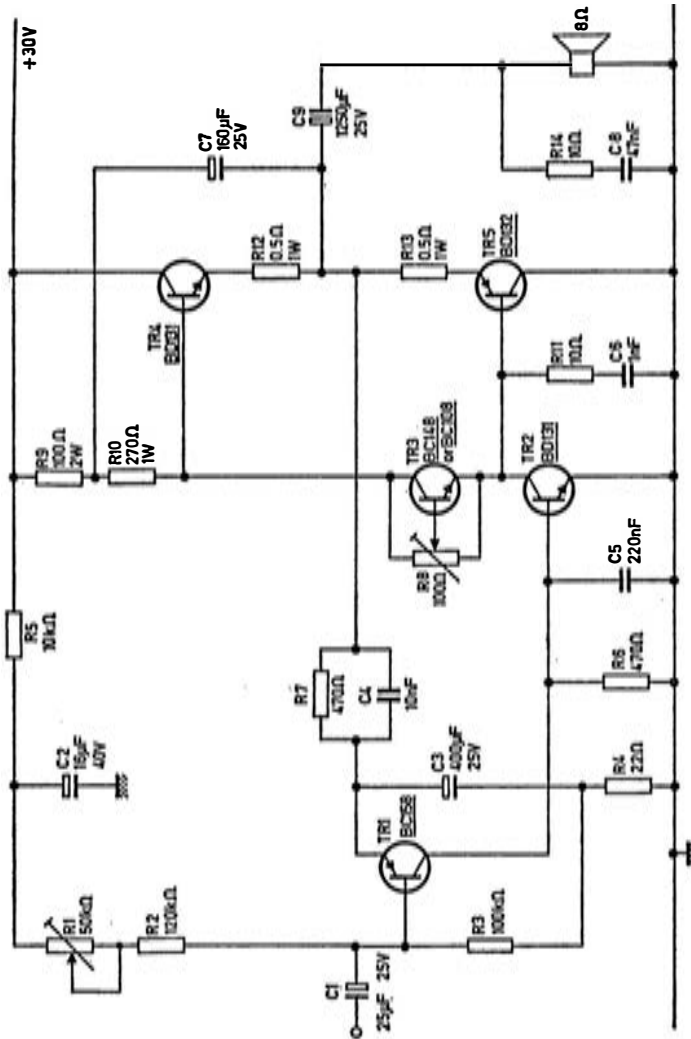 +30V
R1
50kΩ
C2
16µF
40V
R5
10kΩ
R9
100Ω
2W
R10
270Ω
1W
C7
160µF
25V
TR4
BD131
R12
0.5Ω
1W
C9
1250µF
25V
8Ω
R2
120kΩ
R7
470Ω
C4
10nF
TR3
BC148
or BC108
R8
100Ω
R13
0.5Ω
1W
TR5
BD132
C1
2.5µF 25V
TR1
BC158
C3
400µF
25V
R3
100kΩ
R4
22Ω
R6
470Ω
C5
220nF
TR2
BD131
R11
10Ω
C6
1nF
R14
10Ω
C8
47nF